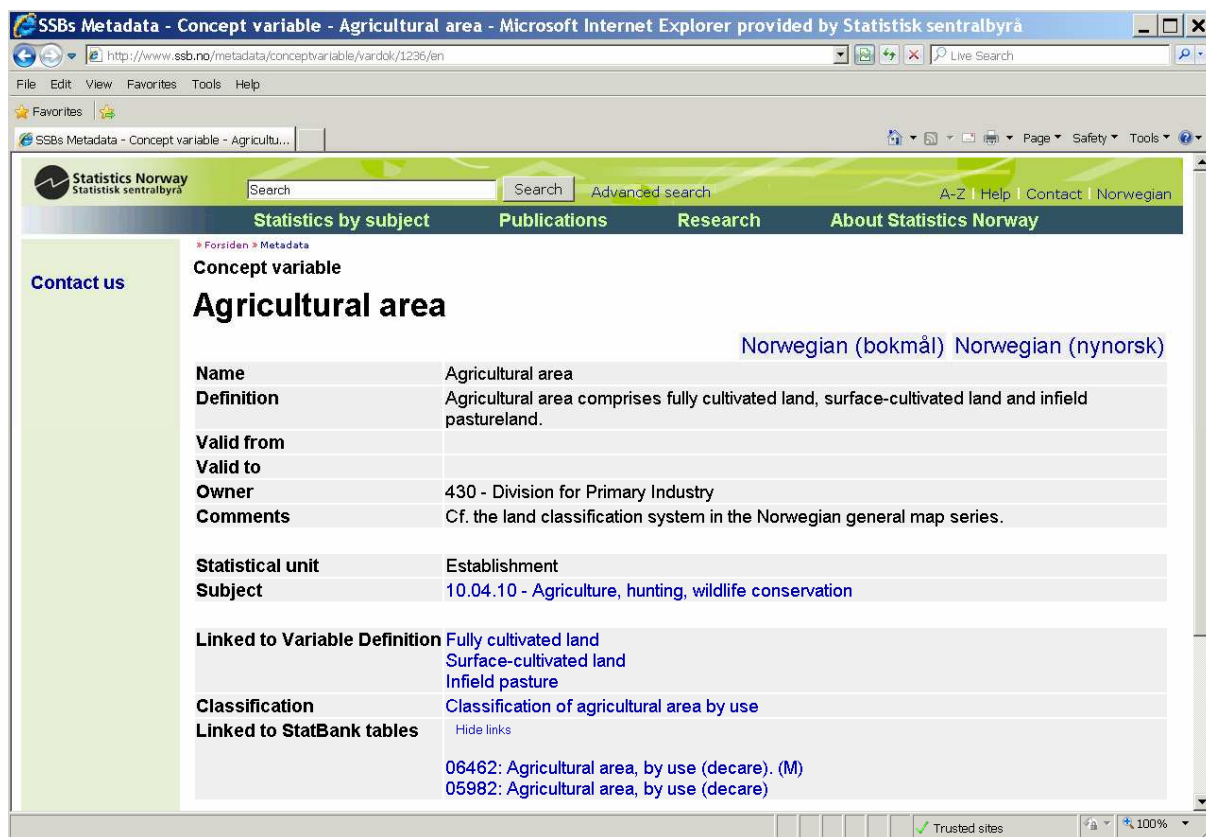 SSBs Metadata - Concept variable - Agricultural area - Microsoft Internet Explorer provided by Statistisk sentralbyrå
http://www.ssb.no/metadata/conceptvariable/vardok/1236/en
Live Search
File Edit View Favorites Tools Help
Favorites
SSBs Metadata - Concept variable - Agricultu...
Page Safety Tools
Statistics Norway
Statistisk sentralbyrå
Search
Search
Advanced search
A-Z | Help | Contact | Norwegian
Statistics by subject Publications Research About Statistics Norway
» Forsiden » Metadata
Contact us
Concept variable
Agricultural area
Norwegian (bokmål) Norwegian (nynorsk)
Name Agricultural area
Definition Agricultural area comprises fully cultivated land, surface-cultivated land and infield
pastureland.
Valid from
Valid to
Owner 430 - Division for Primary Industry
Comments Cf. the land classification system in the Norwegian general map series.
Statistical unit Establishment
Subject 10.04.10 - Agriculture, hunting, wildlife conservation
Linked to Variable Definition Fully cultivated land
Surface-cultivated land
Infield pasture
Classification Classification of agricultural area by use
Linked to StatBank tables Hide links
06462: Agricultural area, by use (decare). (M)
05982: Agricultural area, by use (decare)
Trusted sites 100%